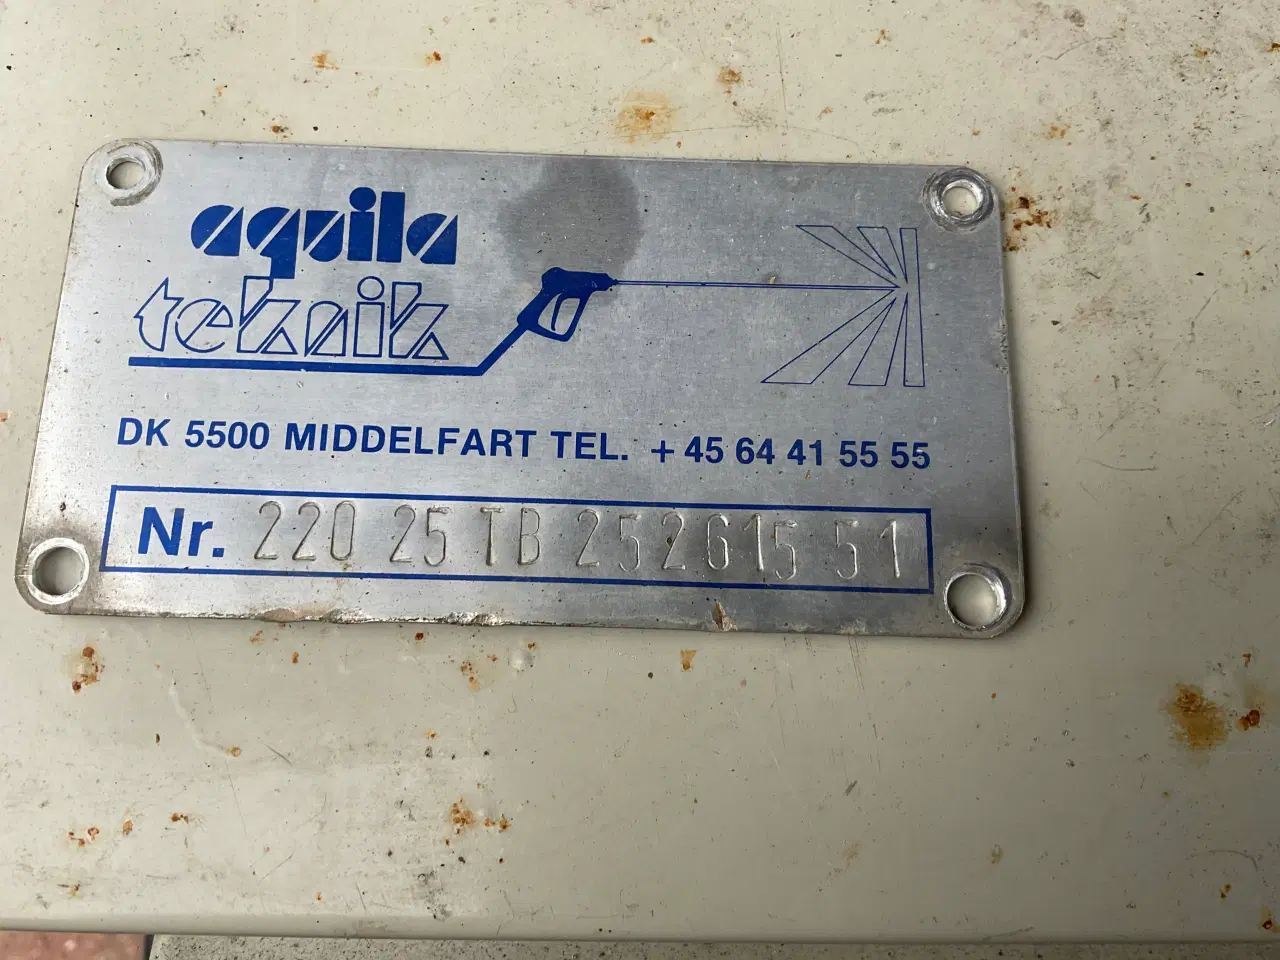 aquila
teknik
DK 5500 MIDDELFART TEL. + 45 64 41 55 55
Nr. 220 25 TB 252615 51